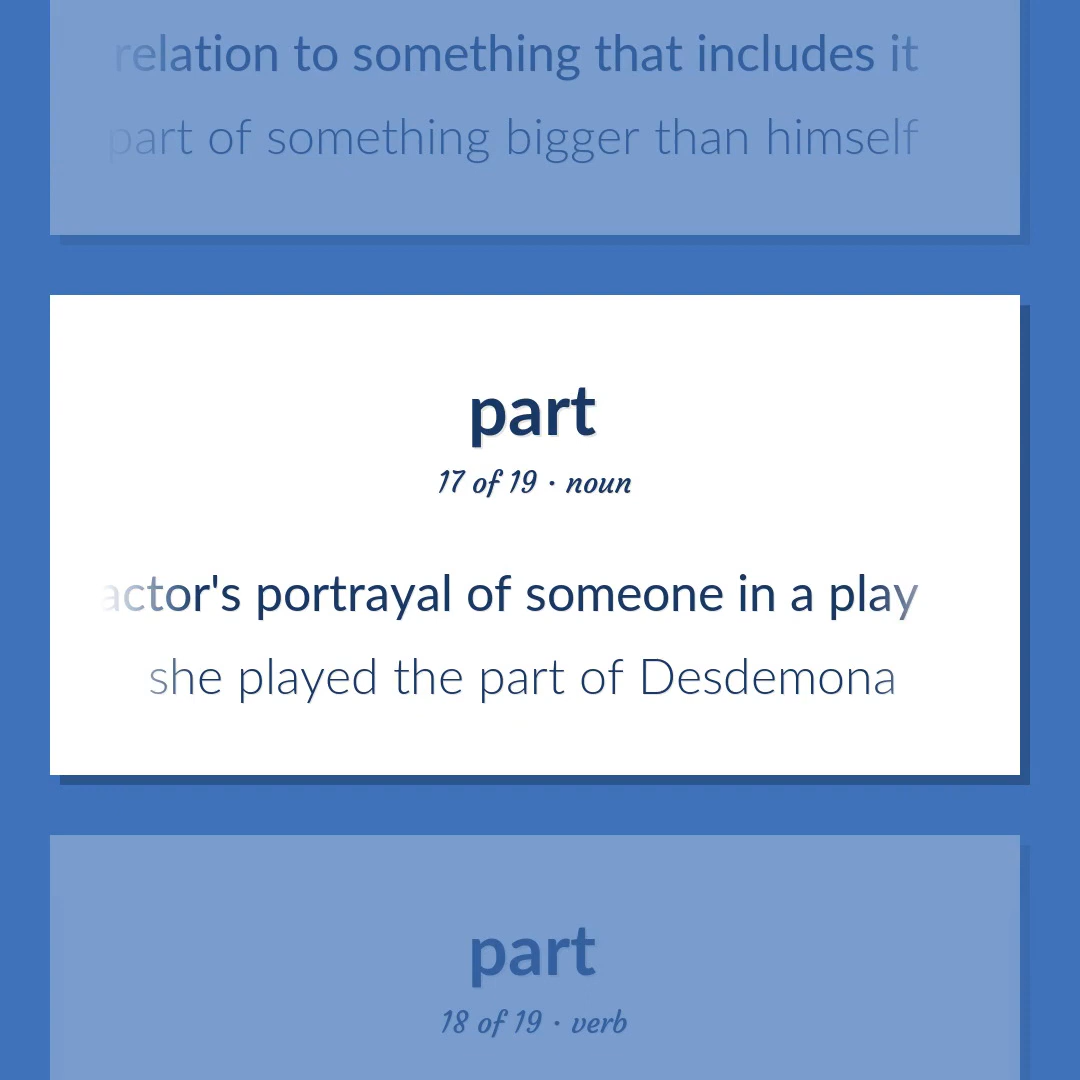 relation to something that includes it
part of something bigger than himself
part
17 of 19 · noun
actor's portrayal of someone in a play
she played the part of Desdemona
part
18 of 19 · verb